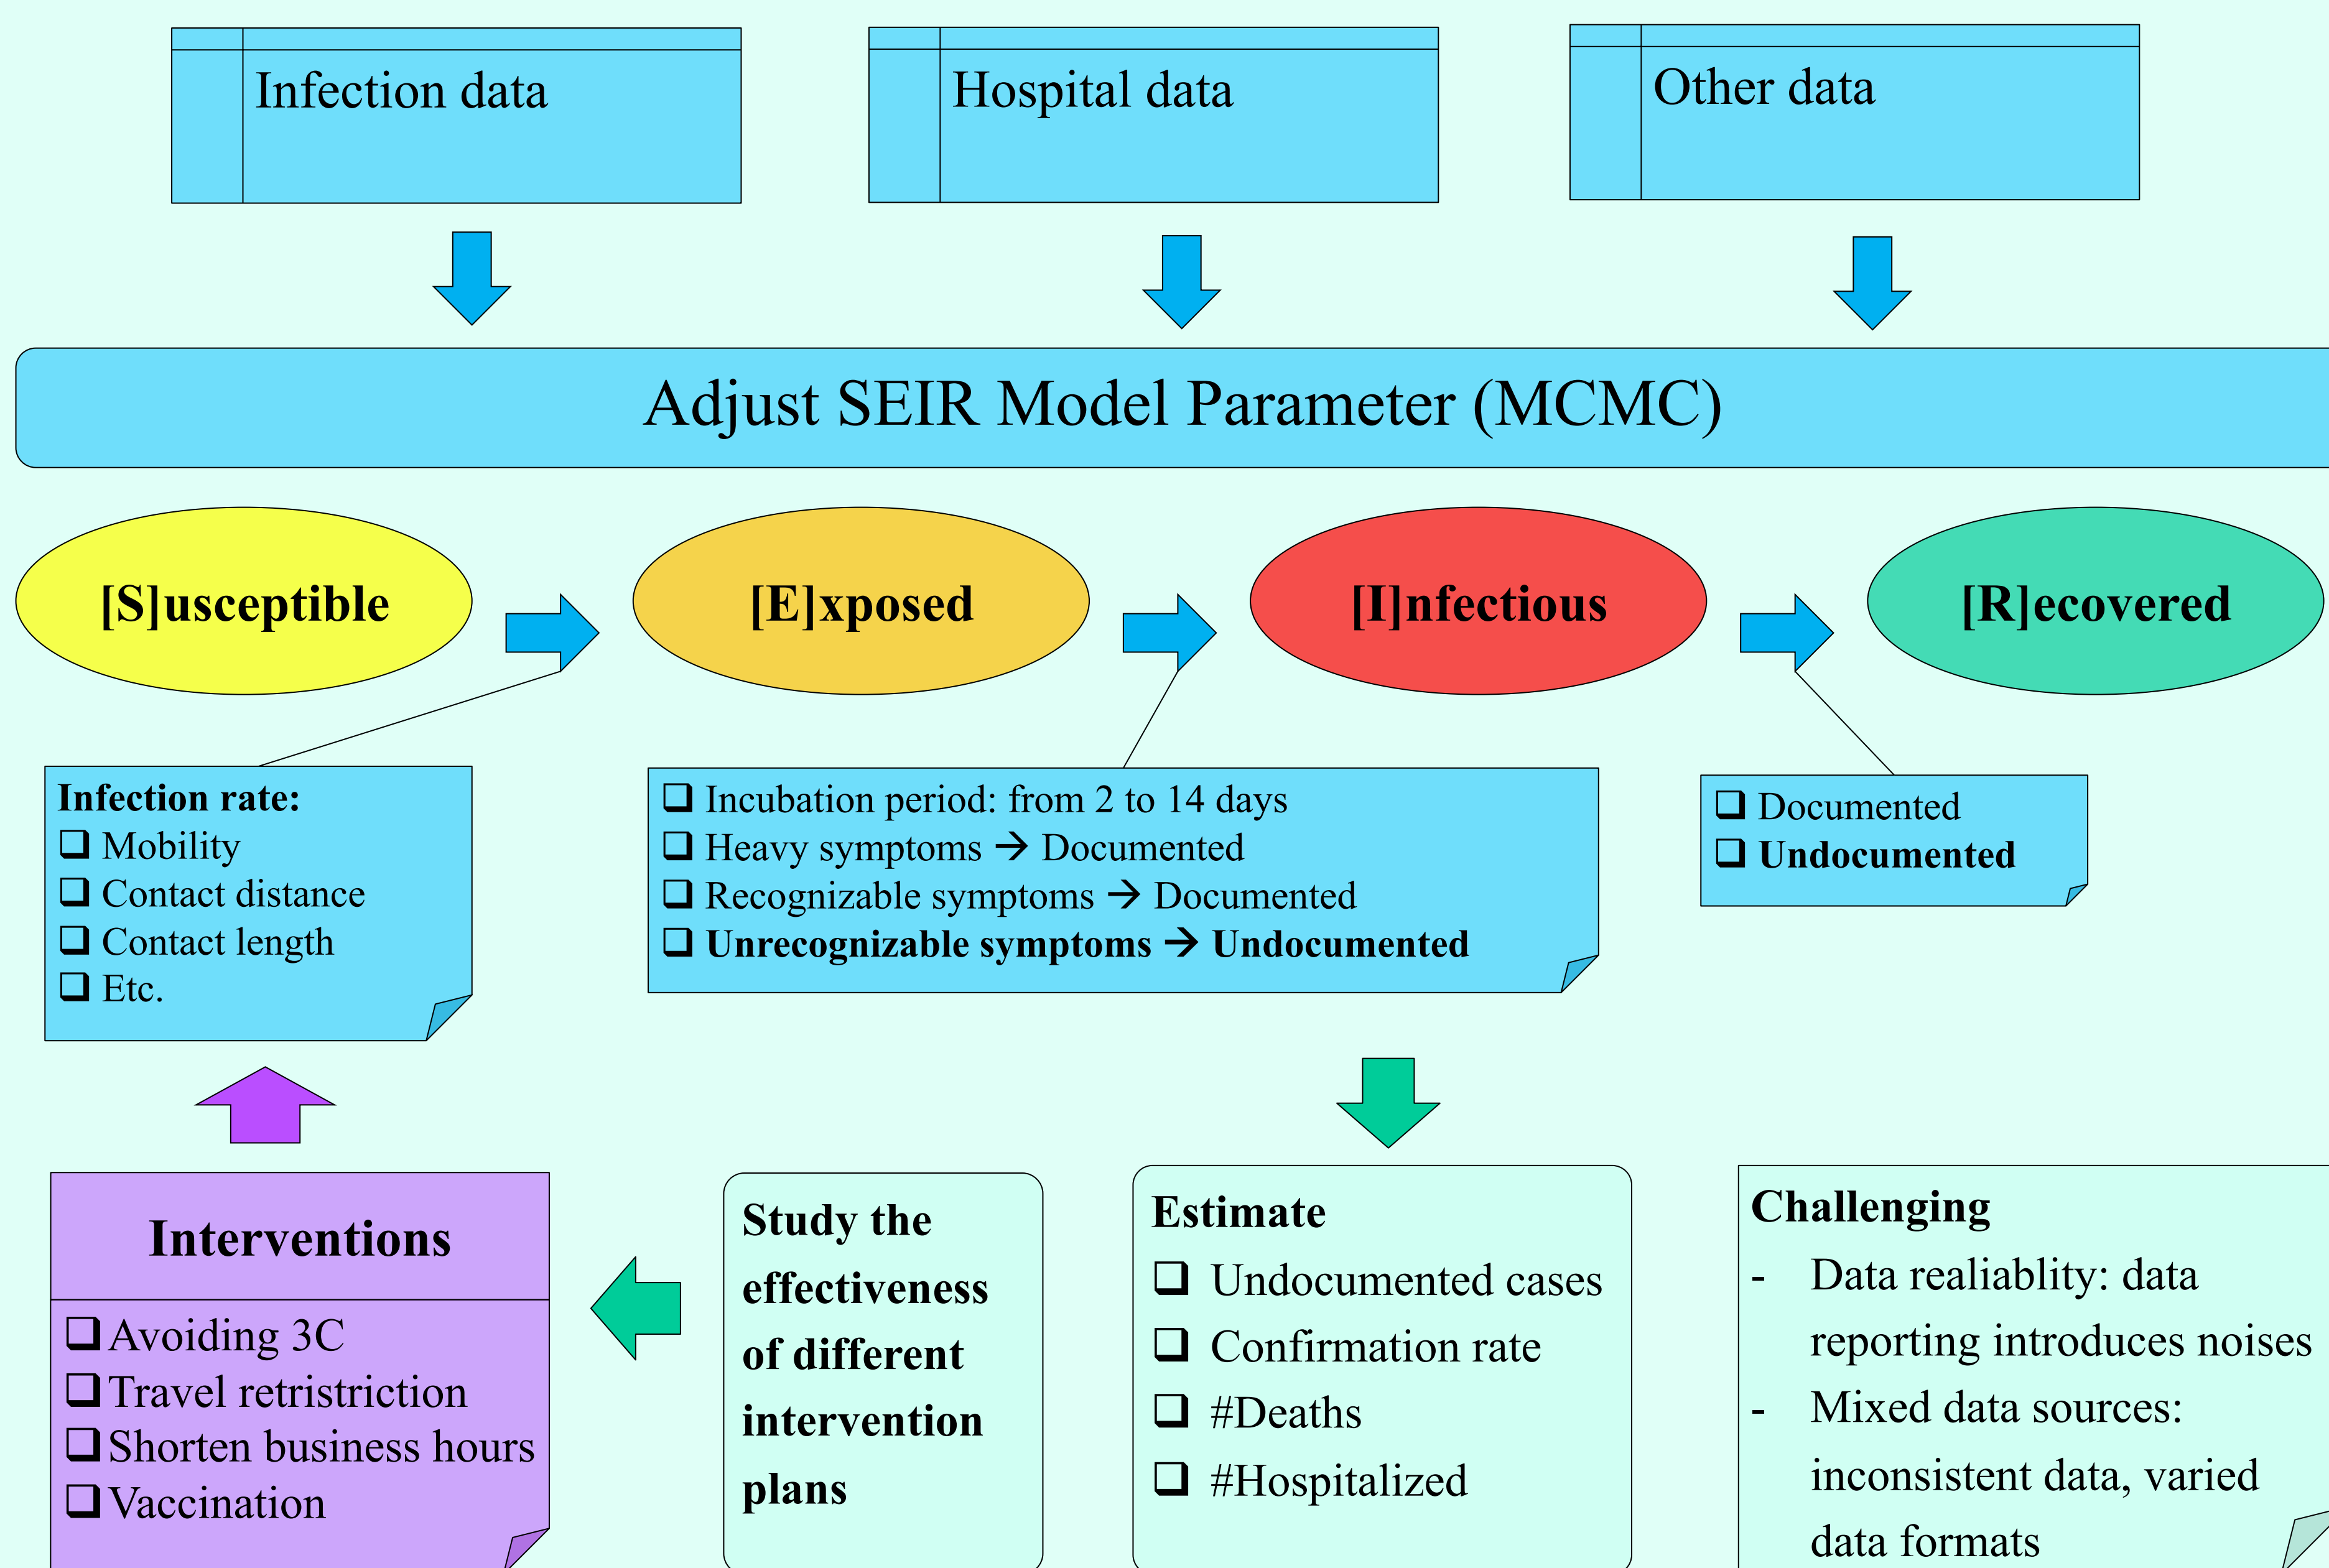 Infection data
Hospital data
Other data
Adjust SEIR Model Parameter (MCMC)
[S]usceptible
[E]xposed
[I]nfectious
[R]ecovered
Infection rate:
❑ Mobility
❑ Contact distance
❑ Contact length
❑ Etc.
❑ Incubation period: from 2 to 14 days
❑ Heavy symptoms → Documented
❑ Recognizable symptoms → Documented
❑ Unrecognizable symptoms → Undocumented
❑ Documented
❑ Undocumented
Interventions
❑ Avoiding 3C
❑ Travel retristriction
❑ Shorten business hours
❑ Vaccination
Study the
effectiveness
of different
intervention
plans
Estimate
❑ Undocumented cases
❑ Confirmation rate
❑ #Deaths
❑ #Hospitalized
Challenging
- Data realiablity: data
reporting introduces noises
- Mixed data sources:
inconsistent data, varied
data formats